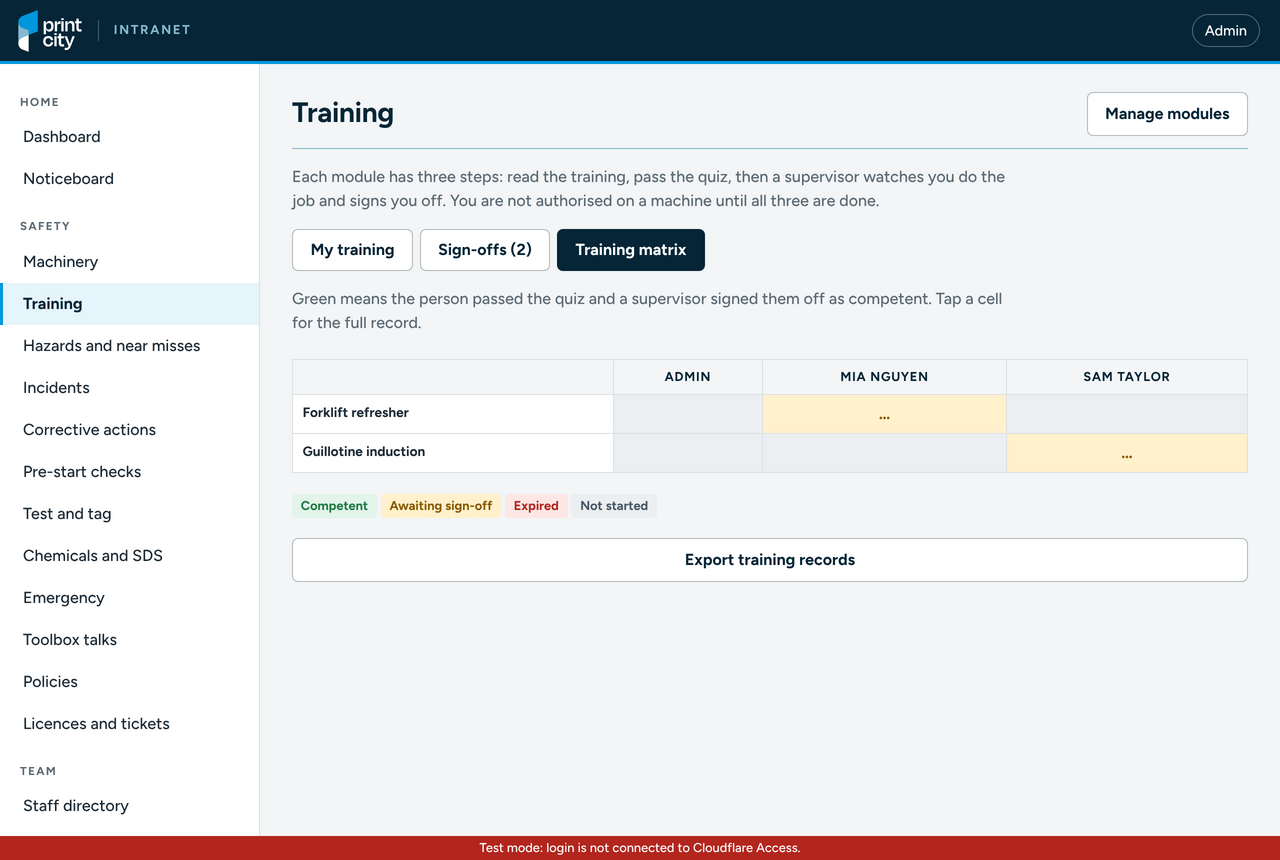 print
city
INTRANET
Admin
HOME
Dashboard
Noticeboard
SAFETY
Machinery
Training
Hazards and near misses
Incidents
Corrective actions
Pre-start checks
Test and tag
Chemicals and SDS
Emergency
Toolbox talks
Policies
Licences and tickets
TEAM
Staff directory
Training
Manage modules
Each module has three steps: read the training, pass the quiz, then a supervisor watches you do the
job and signs you off. You are not authorised on a machine until all three are done.
My training Sign-offs (2) Training matrix
Green means the person passed the quiz and a supervisor signed them off as competent. Tap a cell
for the full record.
ADMIN MIA NGUYEN SAM TAYLOR
Forklift refresher ...
Guillotine induction ...
Competent Awaiting sign-off Expired Not started
Export training records
Test mode: login is not connected to Cloudflare Access.